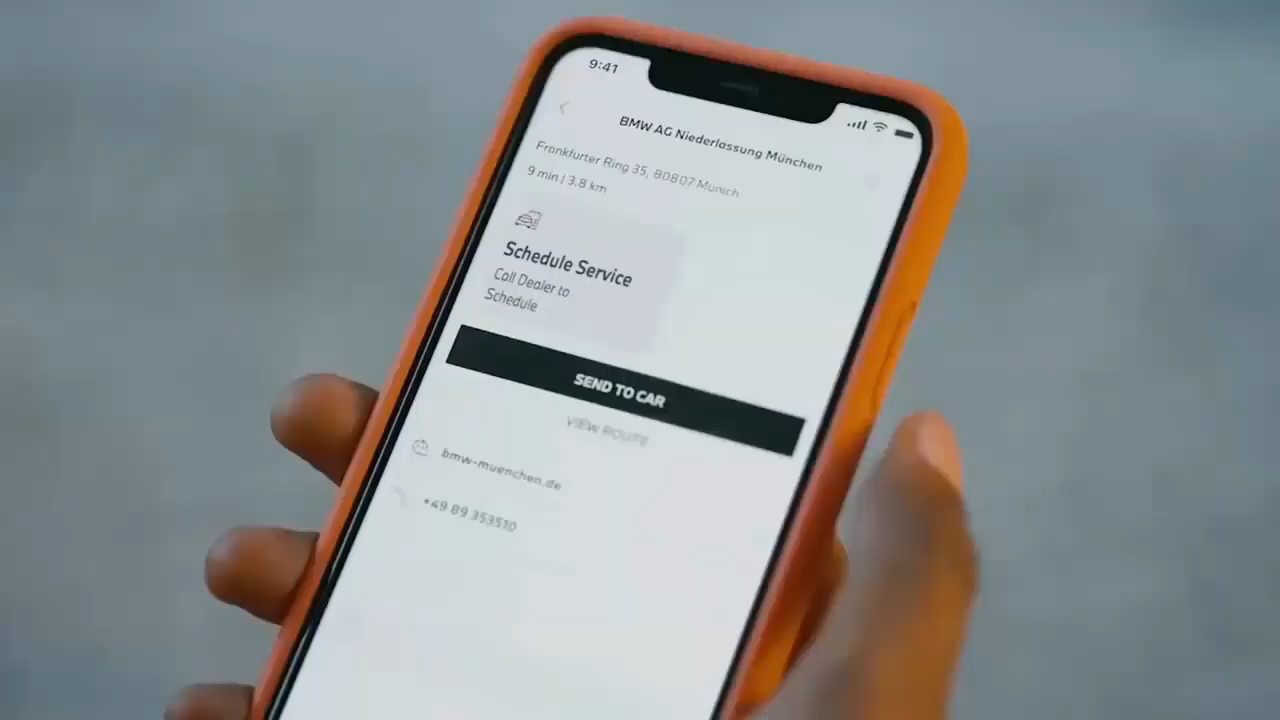 9:41
BMW AG Niederlassung München
Frankfurter Ring 35, 80807 Munich
9 min | 3.8 km
Schedule Service
Call Dealer to
Schedule
SEND TO CAR
VIEW ROUTE
bmw-muenchen.de
+49 89 353510